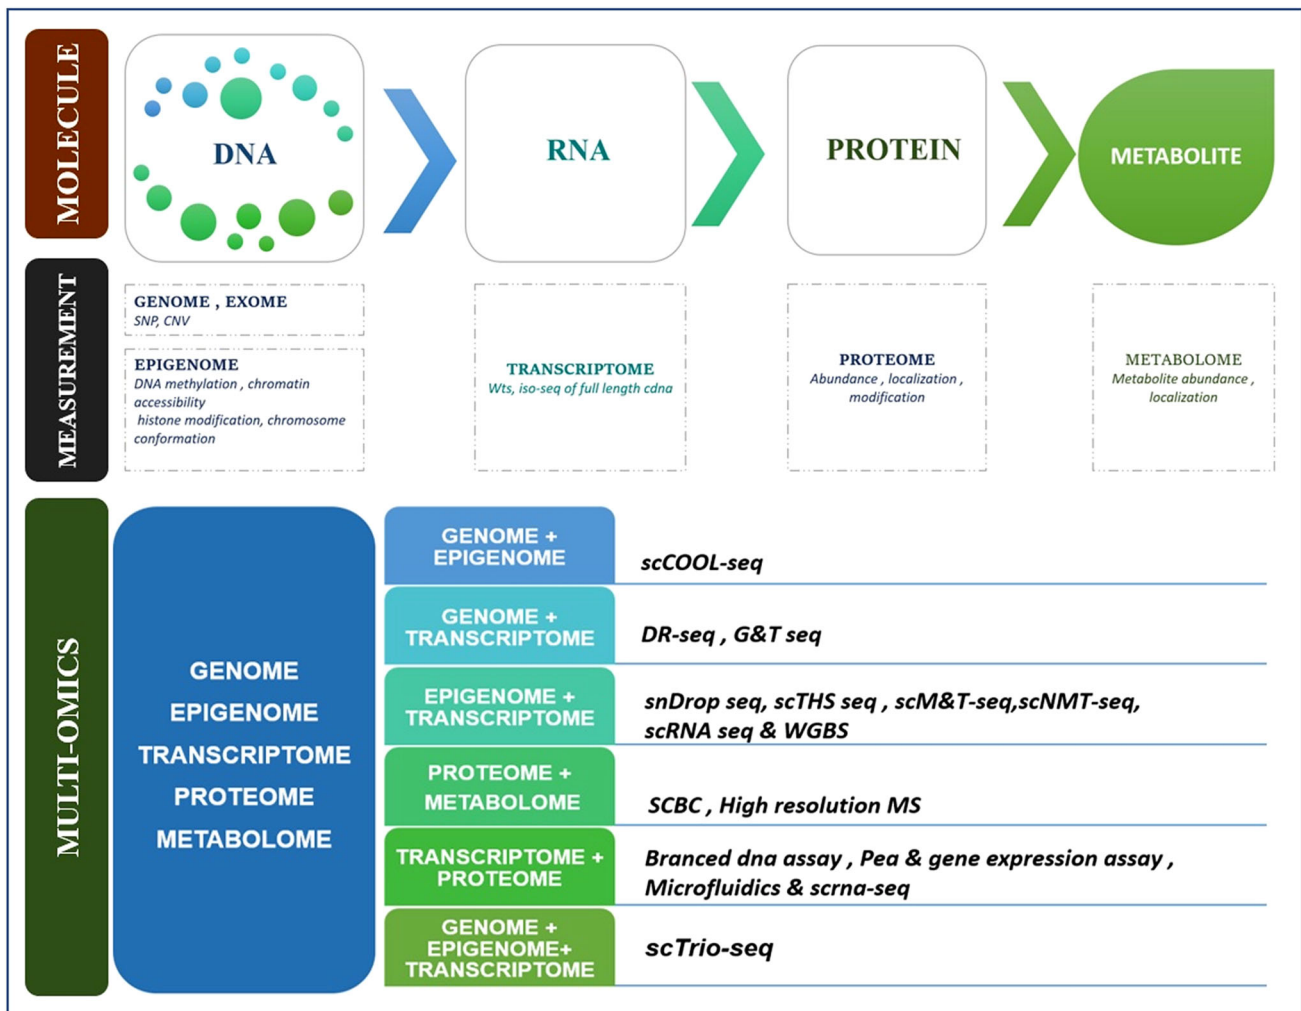 MOLECULE
DNA
RNA
PROTEIN
METABOLITE
MEASUREMENT
GENOME , EXOME
SNP, CNV
EPIGENOME
DNA methylation , chromatin
accessibility
histone modification, chromosome
conformation
TRANSCRIPTOME
Wts, iso-seq of full length cdna
PROTEOME
Abundance , localization ,
modification
METABOLOME
Metabolite abundance ,
localization
MULTI-OMICS
GENOME
EPIGENOME
TRANSCRIPTOME
PROTEOME
METABOLOME
GENOME +
EPIGENOME
scCOOL-seq
GENOME +
TRANSCRIPTOME
DR-seq , G&T seq
EPIGENOME +
TRANSCRIPTOME
snDrop seq, scTHS seq , scM&T-seq,scNMT-seq,
scRNA seq & WGBS
PROTEOME +
METABOLOME
SCBC , High resolution MS
TRANSCRIPTOME +
PROTEOME
Branced dna assay , Pea & gene expression assay ,
Microfluidics & scrna-seq
GENOME +
EPIGENOME+
TRANSCRIPTOME
scTrio-seq